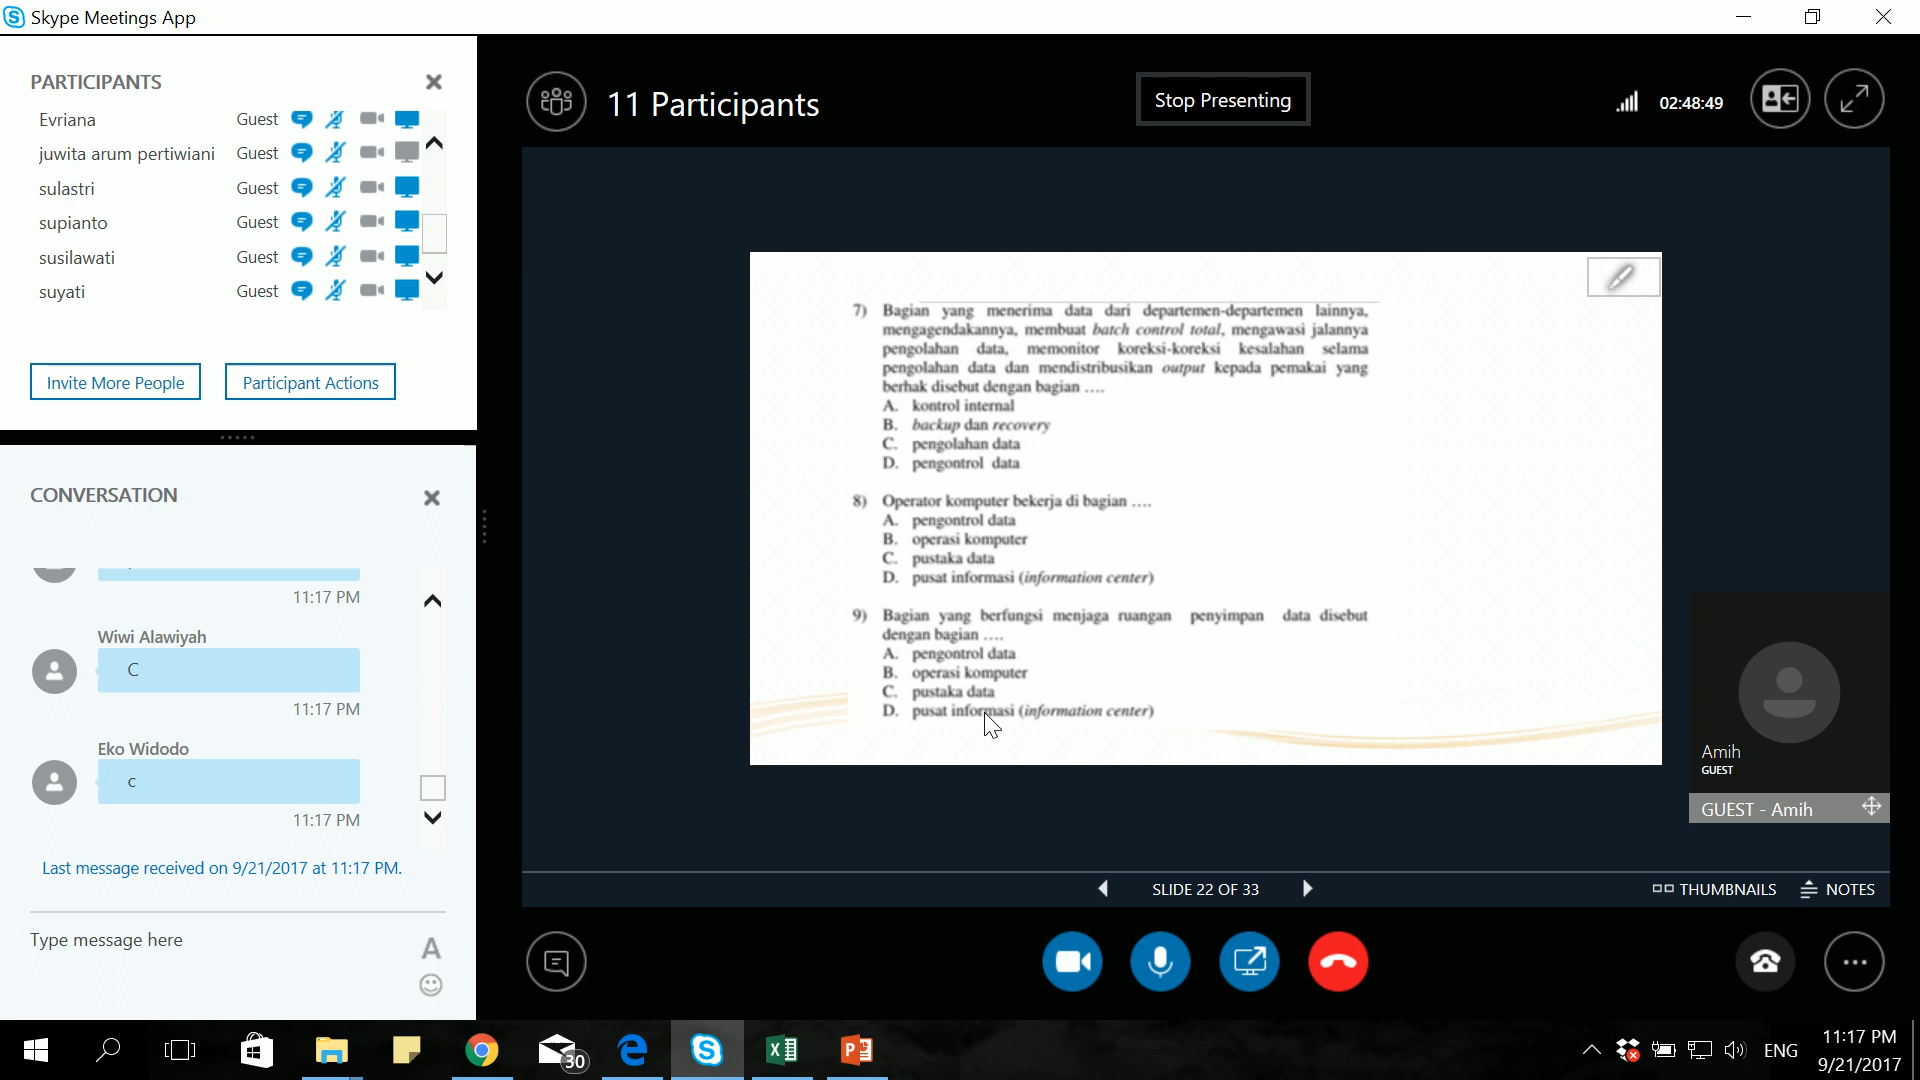 Skype Meetings App
PARTICIPANTS
Evriana Guest
juwita arum pertiwiani Guest
sulastri Guest
supianto Guest
susilawati Guest
suyati Guest
Invite More People Participant Actions
CONVERSATION
11:17 PM
Wiwi Alawiyah
C
11:17 PM
Eko Widodo
c
11:17 PM
Last message received on 9/21/2017 at 11:17 PM.
Type message here
A
11 Participants
Stop Presenting
02:48:49
7) Bagian yang menerima data dari departemen-departemen lainnya,
mengagendakannya, membuat batch control total, mengawasi jalannya
pengolahan data, memonitor koreksi-koreksi kesalahan selama
pengolahan data dan mendistribusikan output kepada pemakai yang
berhak disebut dengan bagian ....
A. kontrol internal
B. backup dan recovery
C. pengolahan data
D. pengontrol data
8) Operator komputer bekerja di bagian ....
A. pengontrol data
B. operasi komputer
C. pustaka data
D. pusat informasi (information center)
9) Bagian yang berfungsi menjaga ruangan penyimpan data disebut
dengan bagian ....
A. pengontrol data
B. operasi komputer
C. pustaka data
D. pusat informasi (information center)
Amih
GUEST
GUEST - Amih
SLIDE 22 OF 33
THUMBNAILS NOTES
30
ENG
11:17 PM
9/21/2017